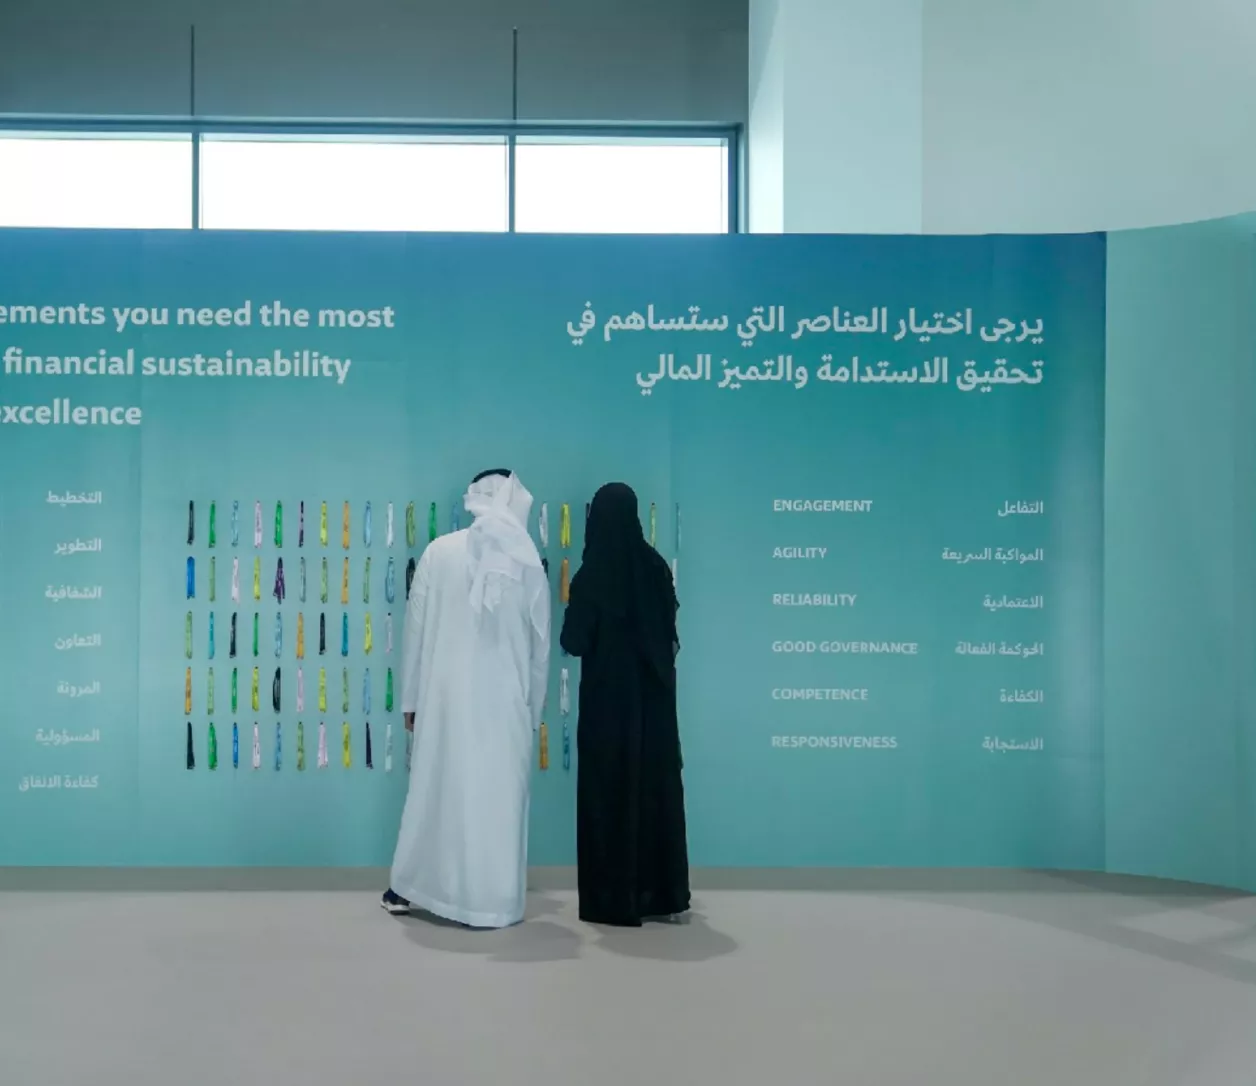 ements you need the most
financial sustainability
xcellence
يرجى اختيار العناصر التي ستساهم في
تحقيق الاستدامة والتميز المالي
التخطيط
التطوير
الشفافية
التعاون
المرونة
المسؤولية
كفاءة الانفاق
ENGAGEMENT التفاعل
AGILITY المواكبة السريعة
RELIABILITY الاعتمادية
GOOD GOVERNANCE الحوكمة الفعالة
COMPETENCE الكفاءة
RESPONSIVENESS الاستجابة